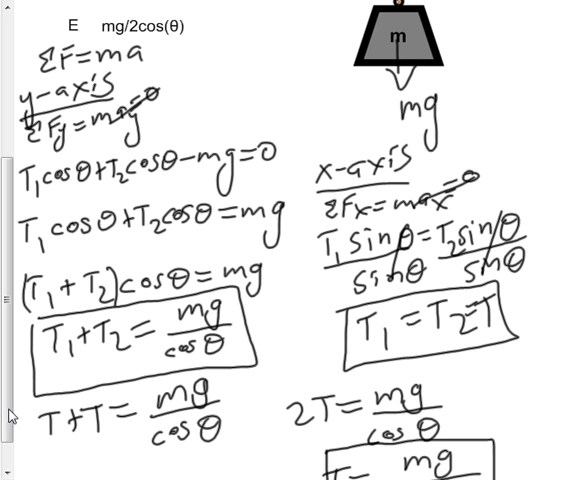 E mg/2cos(θ)
ΣF=ma
y-axis
ΣFy=may=0
T₁cosθ+T₂cosθ-mg=0
T₁cosθ+T₂cosθ=mg
(T₁+T₂)cosθ=mg
T₁+T₂=mg/cosθ
T+T=mg/cosθ
m
mg
x-axis
ΣFx=max=0
T₁sinθ=T₂sinθ
sinθ sinθ
T₁=T₂=T
2T=mg/cosθ
T=mg